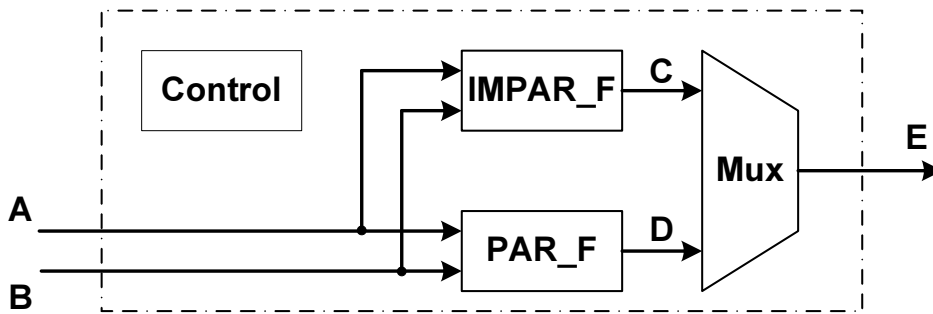 Control
IMPAR_F
C
Mux
E
A
B
PAR_F
D